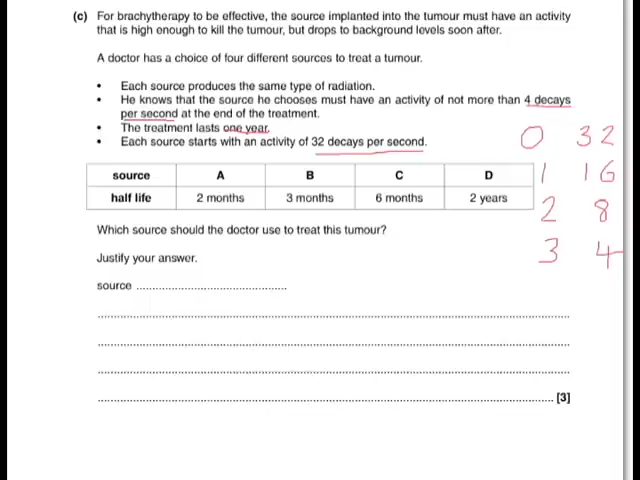 (c) For brachytherapy to be effective, the source implanted into the tumour must have an activity
that is high enough to kill the tumour, but drops to background levels soon after.
A doctor has a choice of four different sources to treat a tumour.
• Each source produces the same type of radiation.
• He knows that the source he chooses must have an activity of not more than 4 decays
per second at the end of the treatment.
• The treatment lasts one year.
• Each source starts with an activity of 32 decays per second.
0 32
1 16
2 8
3 4
source A B C D
half life 2 months 3 months 6 months 2 years
Which source should the doctor use to treat this tumour?
Justify your answer.
source ................................................
................................................
................................................
................................................
................................................ [3]